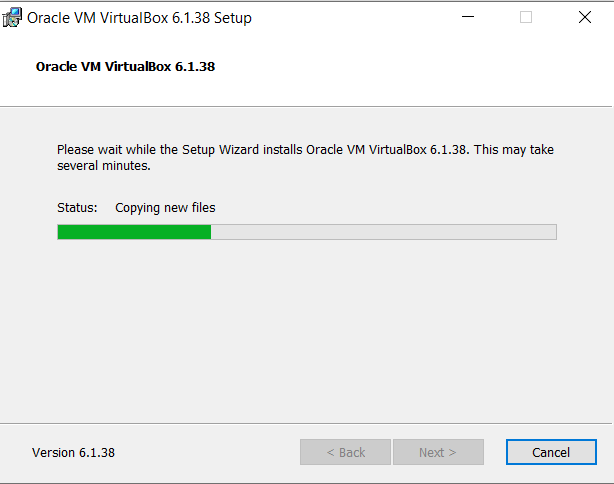 Oracle VM VirtualBox 6.1.38 Setup
Oracle VM VirtualBox 6.1.38
Please wait while the Setup Wizard installs Oracle VM VirtualBox 6.1.38. This may take
several minutes.
Status: Copying new files
Version 6.1.38
< Back Next > Cancel